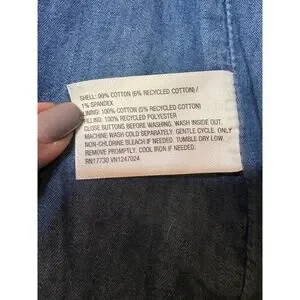 SHELL: 99% COTTON (6% RECYCLED COTTON) /
1% SPANDEX
LINING: 100% COTTON (5% RECYCLED COTTON)
FILLING: 100% RECYCLED POLYESTER
CLOSE BUTTONS BEFORE WASHING. WASH INSIDE OUT.
MACHINE WASH COLD SEPARATELY, GENTLE CYCLE. ONLY
NON-CHLORINE BLEACH IF NEEDED. TUMBLE DRY LOW.
REMOVE PROMPTLY. COOL IRON IF NEEDED.
RN17730 VN1247024